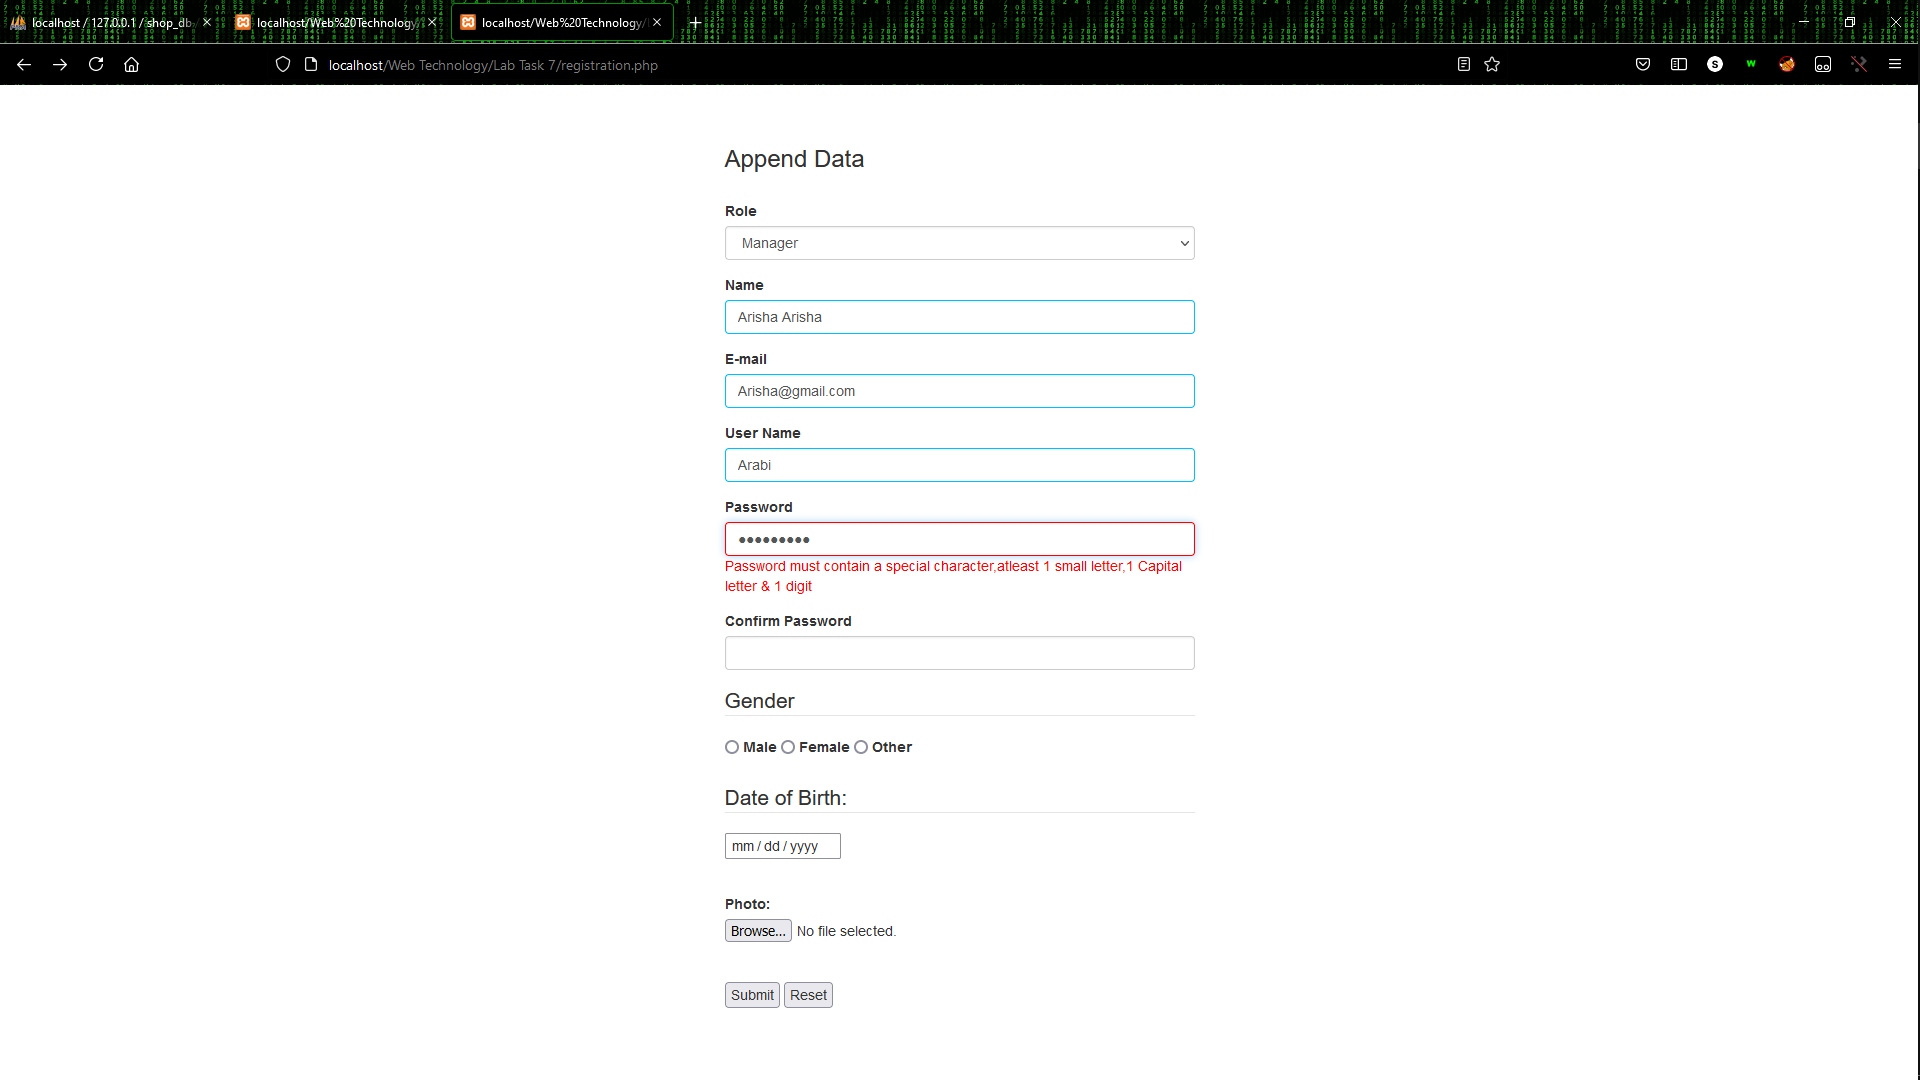 localhost / 127.0.0.1 / shop_db
localhost/Web%20Technology/
localhost/Web%20Technology/
localhost/Web Technology/Lab Task 7/registration.php
Append Data
Role
Manager
Name
Arisha Arisha
E-mail
Arisha@gmail.com
User Name
Arabi
Password
Password must contain a special character,atleast 1 small letter,1 Capital
letter & 1 digit
Confirm Password
Gender
Male Female Other
Date of Birth:
mm / dd / yyyy
Photo:
Browse... No file selected.
Submit Reset